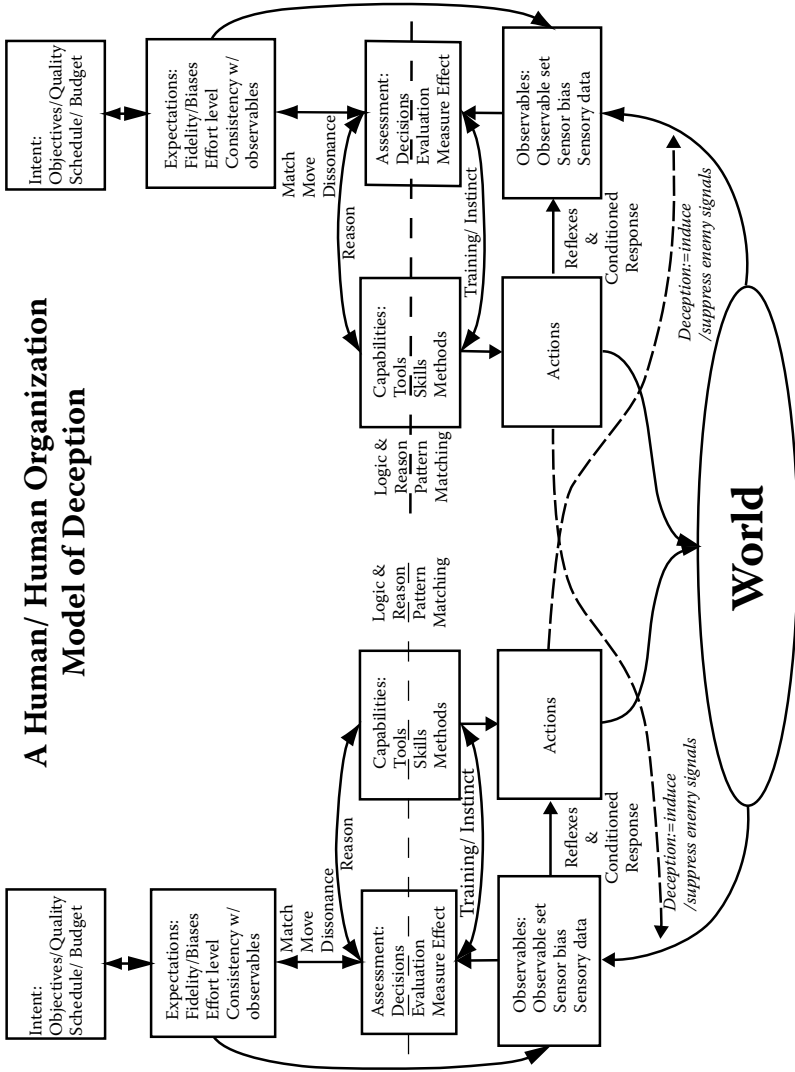 A Human/ Human Organization
Model of Deception
Intent:
Objectives/Quality
Schedule/ Budget
Expectations:
Fidelity/Biases
Effort level
Consistency w/
observables
Match
Move
Dissonance
Reason
Assessment:
Decisions
Evaluation
Measure Effect
Capabilities:
Tools
Skills
Methods
Logic &
Reason
Pattern
Matching
Training/ Instinct
Observables:
Observable set
Sensor bias
Sensory data
Reflexes
&
Conditioned
Response
Actions
Deception:=induce
/suppress enemy signals
Intent:
Objectives/Quality
Schedule/ Budget
Expectations:
Fidelity/Biases
Effort level
Consistency w/
observables
Match
Move
Dissonance
Reason
Logic &
Reason
Pattern
Matching
Capabilities:
Tools
Skills
Methods
Assessment:
Decisions
Evaluation
Measure Effect
Training/ Instinct
Actions
Reflexes
&
Conditioned
Response
Observables:
Observable set
Sensor bias
Sensory data
Deception:=induce
/suppress enemy signals
World